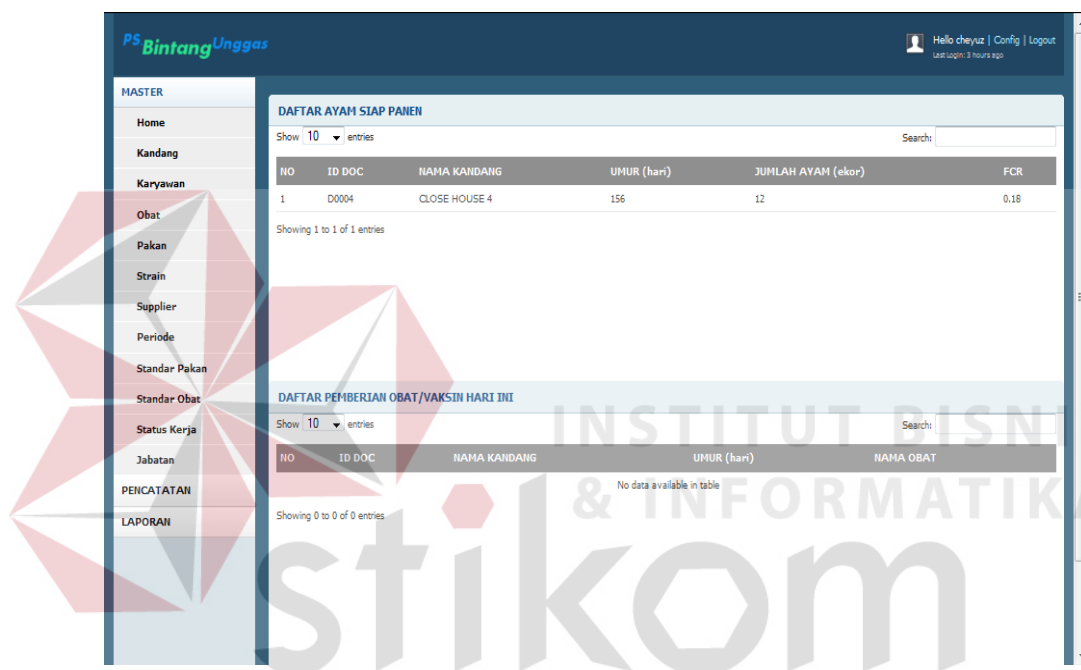 PS BintangUnggas
Hello cheyuz | Config | Logout
Last Login: 3 hours ago
MASTER
Home
Kandang
Karyawan
Obat
Pakan
Strain
Supplier
Periode
Standar Pakan
Standar Obat
Status Kerja
Jabatan
PENCATATAN
LAPORAN
DAFTAR AYAM SIAP PANEN
Show 10 entries Search:
NO ID DOC NAMA KANDANG UMUR (hari) JUMLAH AYAM (ekor) FCR
1 D0004 CLOSE HOUSE 4 156 12 0.18
Showing 1 to 1 of 1 entries
DAFTAR PEMBERIAN OBAT/VAKSIN HARI INI
Show 10 entries Search:
NO ID DOC NAMA KANDANG UMUR (hari) NAMA OBAT
No data available in table
Showing 0 to 0 of 0 entries
INSTITUT BISNI
& INFORMATIK
stikom